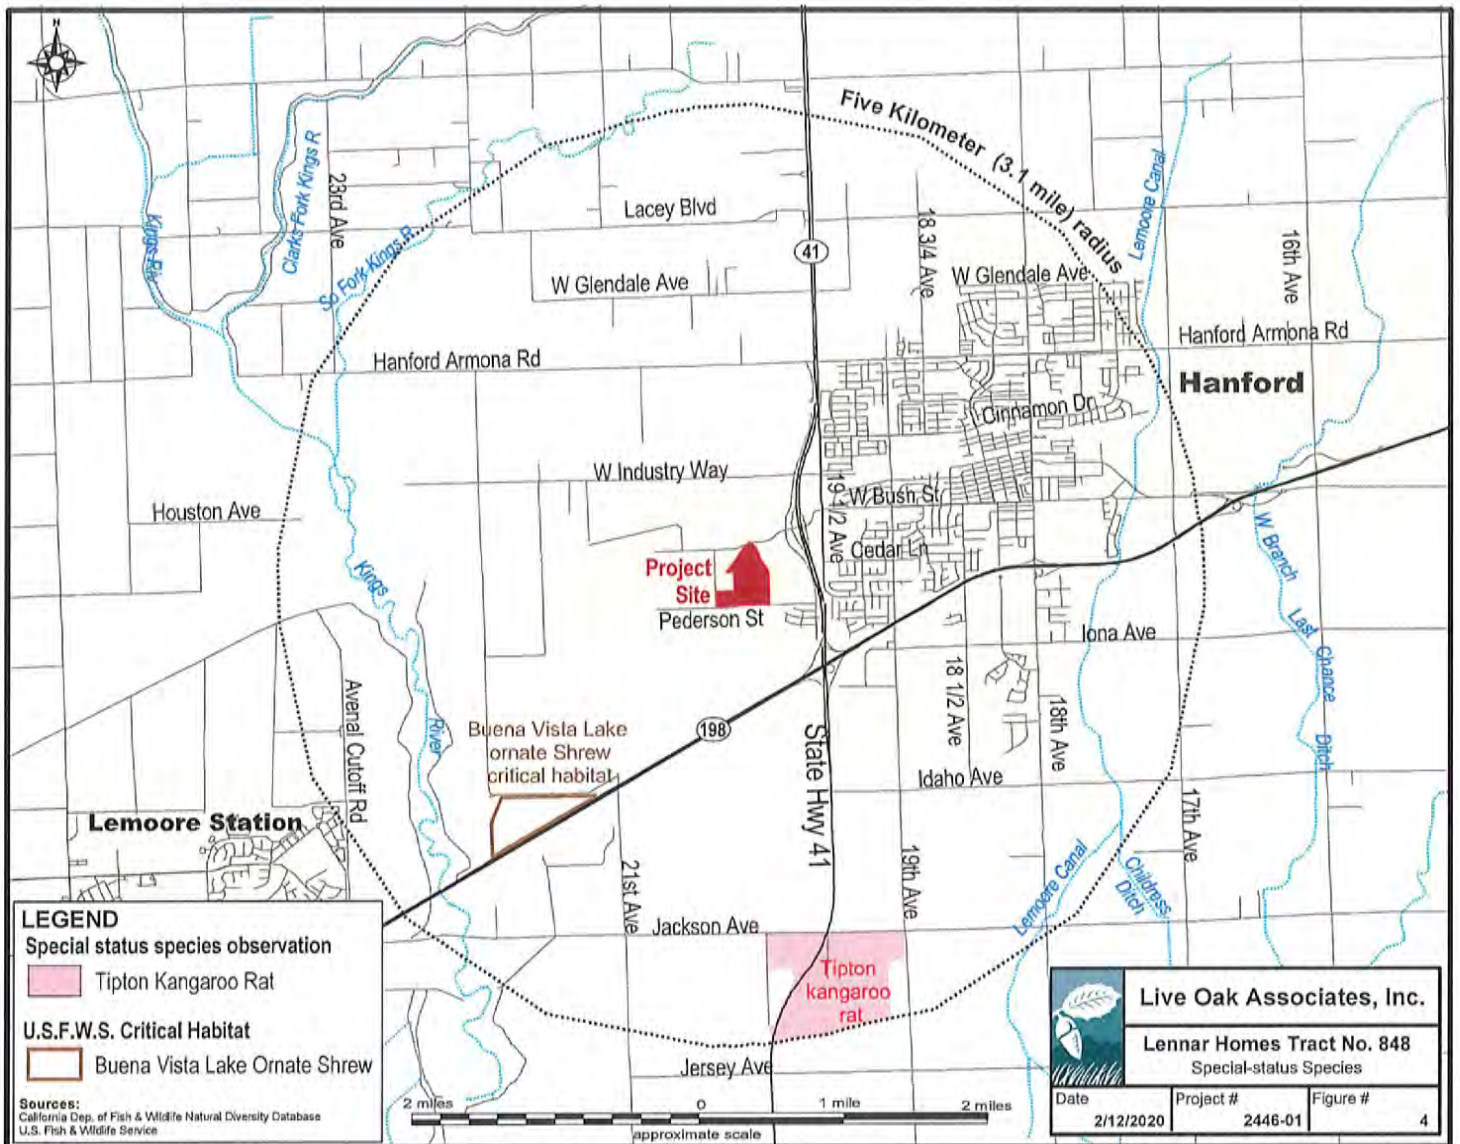 N
Five Kilometer (3.1 mile) radius
Kings Riv
Clarks Fork Kings R
23rd Ave
So Fork Kings R
Lacey Blvd
41
W Glendale Ave
18 3/4 Ave
W Glendale Ave
Lemoore Canal
16th Ave
Hanford Armona Rd
Hanford Armona Rd
Hanford
Cinnamon Dr
W Industry Way
19 1/2 Ave
W Bush St
Houston Ave
Cedar Ln
W Branch Last Chance Ditch
Kings River
Project
Site
Pederson St
Iona Ave
18 1/2 Ave
18th Ave
Avenal Cutoff Rd
Buena Vista Lake
ornate Shrew
critical habitat
198
State Hwy 41
Idaho Ave
Lemoore Station
17th Ave
21st Ave
19th Ave
Lemoore Canal
Childress
Ditch
Jackson Ave
Tipton
kangaroo
rat
Jersey Ave
LEGEND
Special status species observation
Tipton Kangaroo Rat
U.S.F.W.S. Critical Habitat
Buena Vista Lake Ornate Shrew
Sources:
California Dep. of Fish & Wildlife Natural Diversity Database
U.S. Fish & Wildlife Service
2 miles 0 1 mile 2 miles
approximate scale
Live Oak Associates, Inc.
Lennar Homes Tract No. 848
Special-status Species
Date Project # Figure #
2/12/2020 2446-01 4